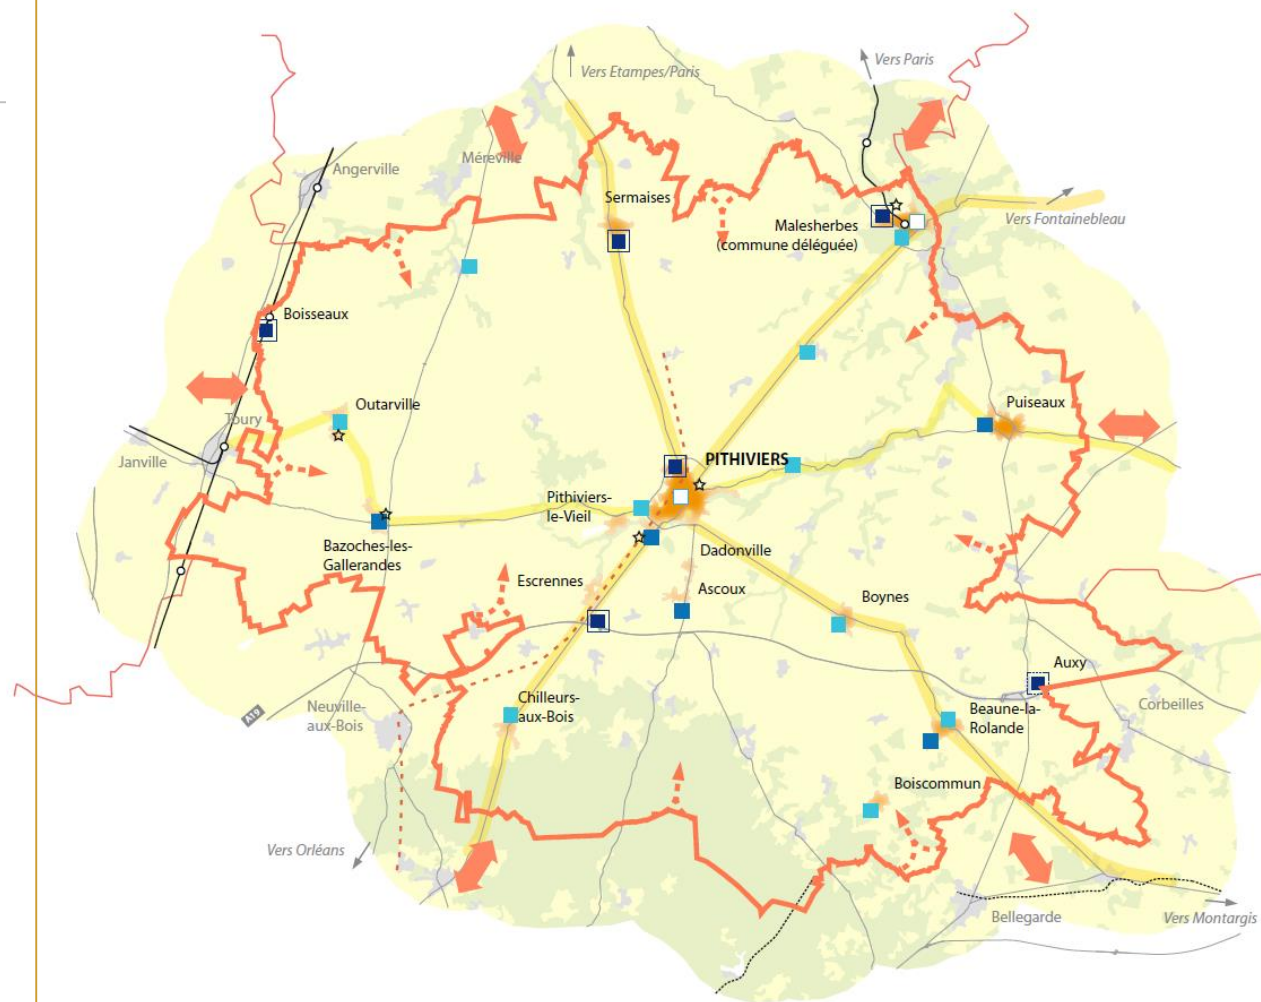 Vers Etampes/Paris
Vers Paris
Angerville
Méreville
Sermaises
Malesherbes
(commune déléguée)
Vers Fontainebleau
Boisseaux
Outarville
Toury
Janville
Puiseaux
PITHIVIERS
Pithiviers-
le-Vieil
Bazoches-les-
Gallerandes
Dadonville
Escrennes
Ascoux
Boynes
Auxy
Neuville-
aux-Bois
A19
Chilleurs-
aux-Bois
Beaune-la-
Rolande
Corbeilles
Boiscommun
Vers Orléans
Bellegarde
Vers Montargis